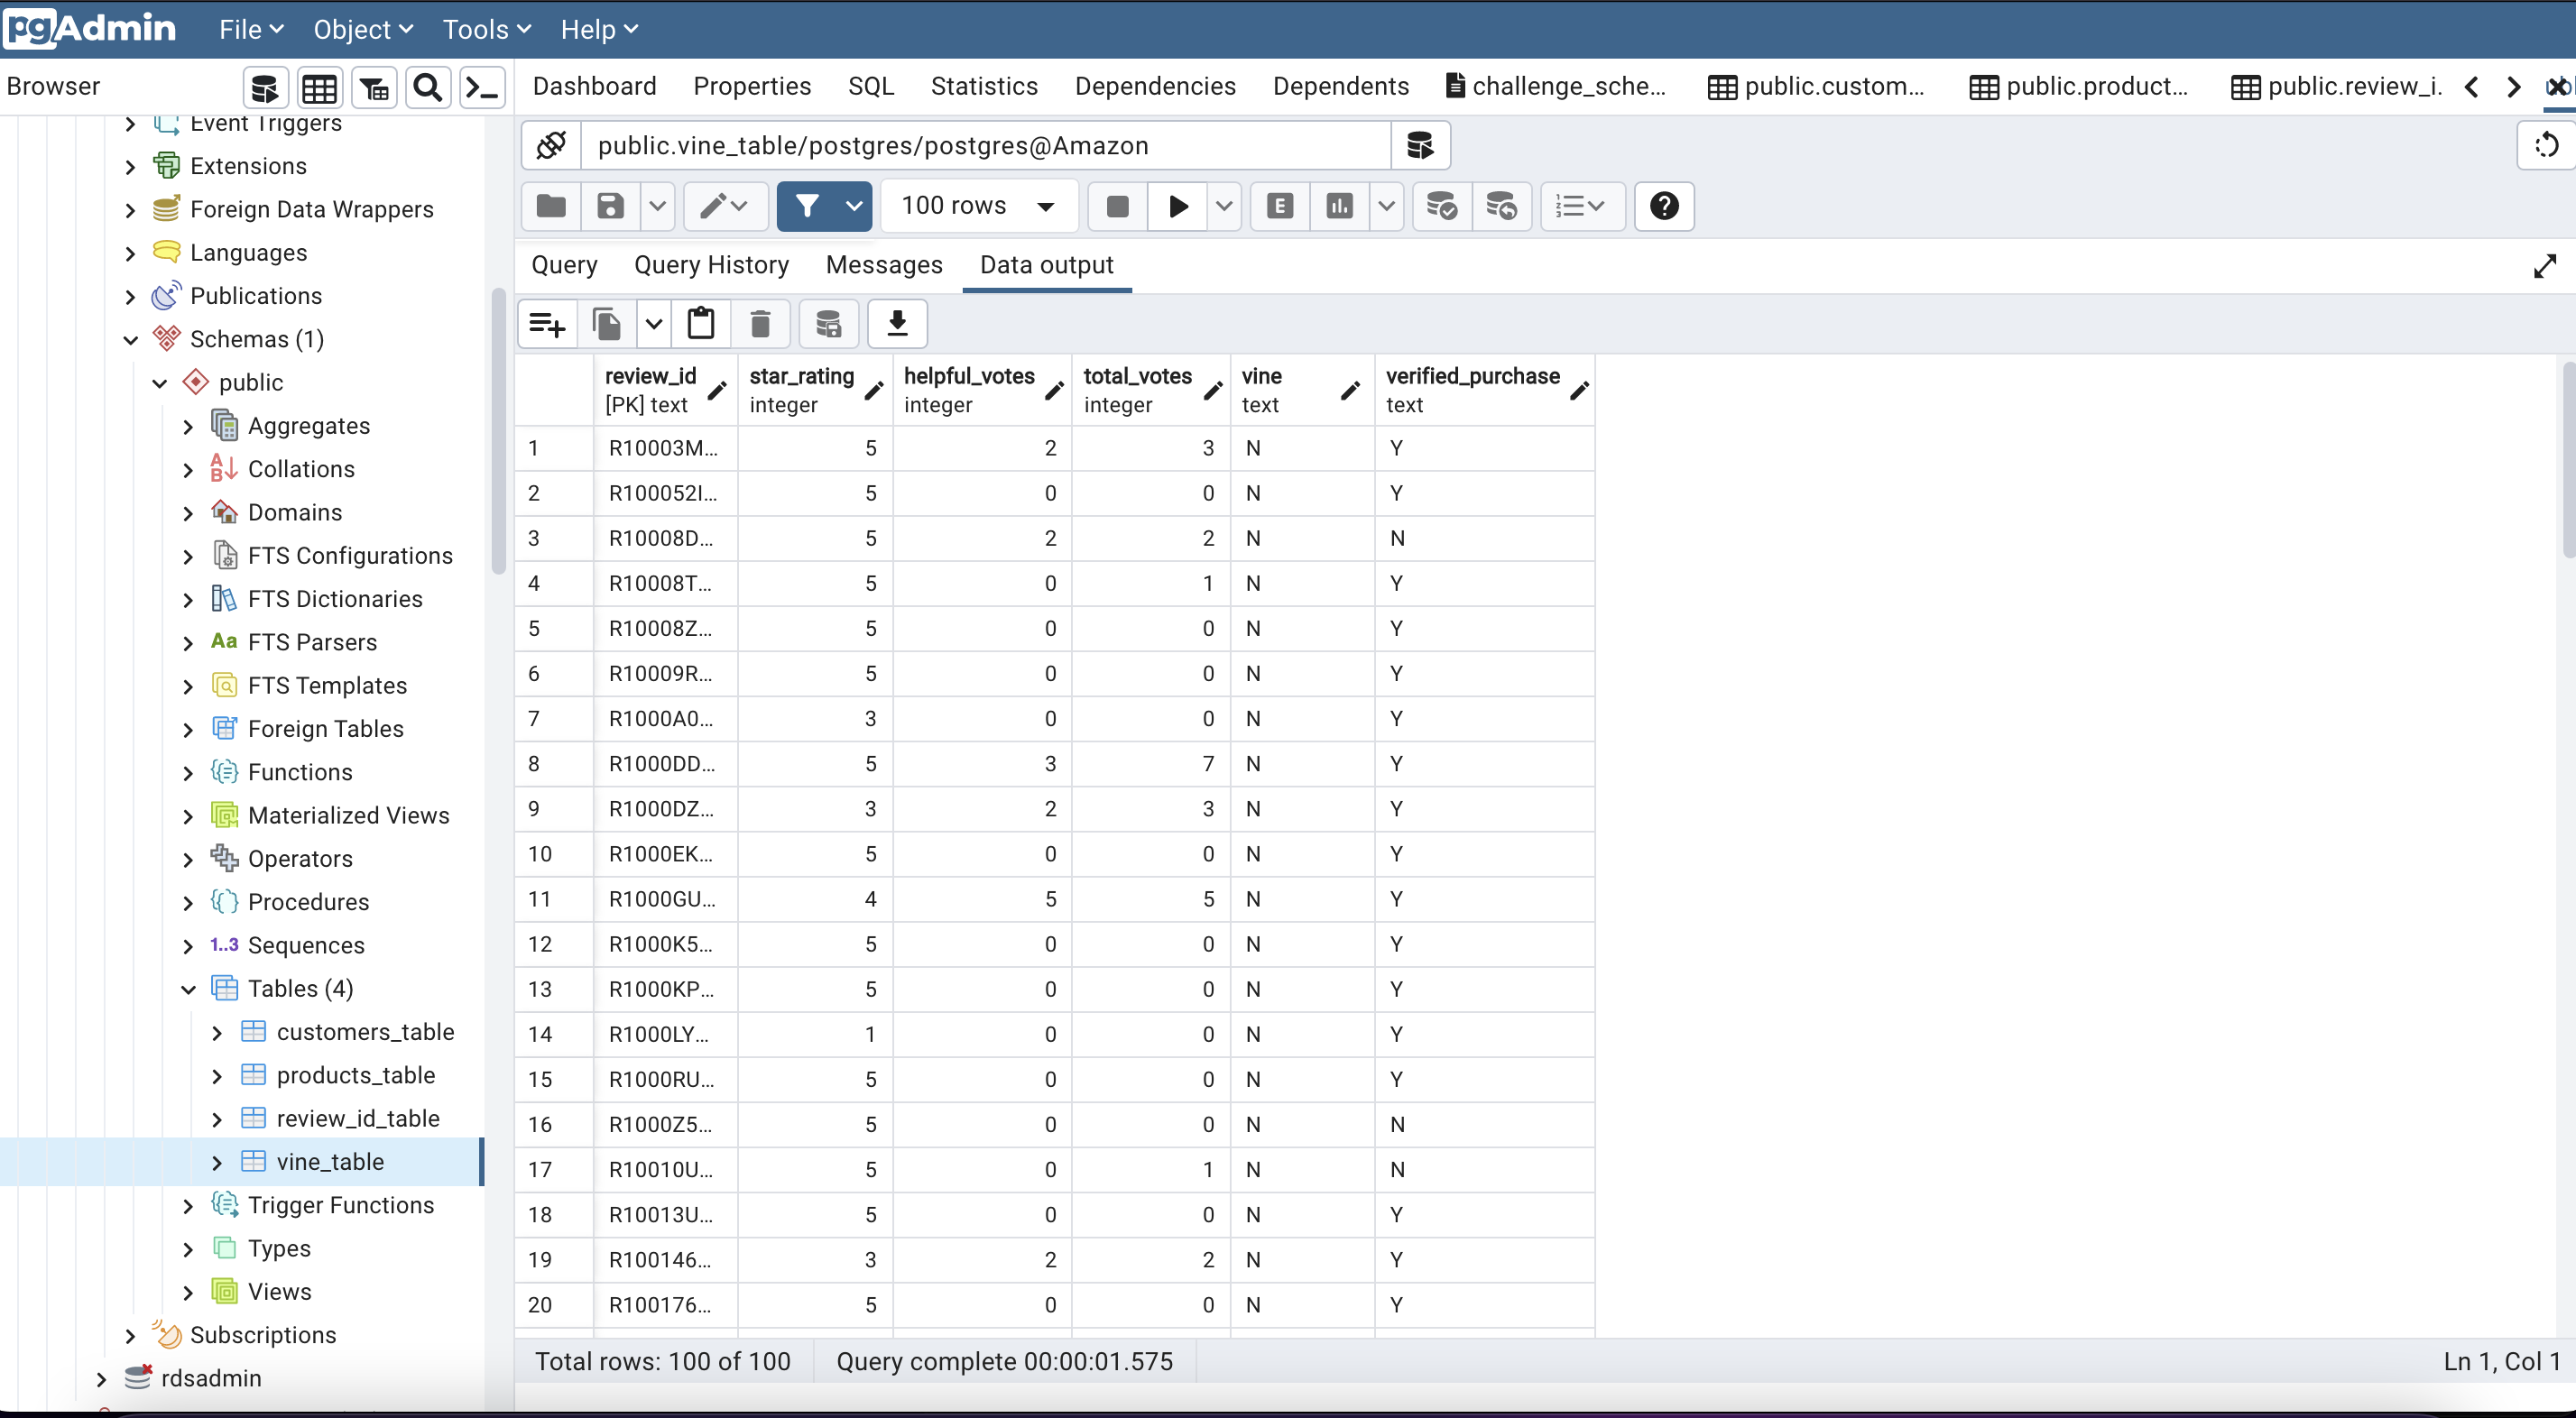 pgAdmin File Object Tools Help
Browser Dashboard Properties SQL Statistics Dependencies Dependents challenge_sche... public.custom... public.product... public.review_i.
Event Triggers
Extensions
Foreign Data Wrappers
Languages
Publications
Schemas (1)
public
Aggregates
Collations
Domains
FTS Configurations
FTS Dictionaries
Aa FTS Parsers
FTS Templates
Foreign Tables
Functions
Materialized Views
Operators
Procedures
1..3 Sequences
Tables (4)
customers_table
products_table
review_id_table
vine_table
Trigger Functions
Types
Views
Subscriptions
rdsadmin
public.vine_table/postgres/postgres@Amazon
100 rows E
Query Query History Messages Data output
review_id star_rating helpful_votes total_votes vine verified_purchase
[PK] text integer integer integer text text
1 R10003M... 5 2 3 N Y
2 R100052I... 5 0 0 N Y
3 R10008D... 5 2 2 N N
4 R10008T... 5 0 1 N Y
5 R10008Z... 5 0 0 N Y
6 R10009R... 5 0 0 N Y
7 R1000A0... 3 0 0 N Y
8 R1000DD... 5 3 7 N Y
9 R1000DZ... 3 2 3 N Y
10 R1000EK... 5 0 0 N Y
11 R1000GU... 4 5 5 N Y
12 R1000K5... 5 0 0 N Y
13 R1000KP... 5 0 0 N Y
14 R1000LY... 1 0 0 N Y
15 R1000RU... 5 0 0 N Y
16 R1000Z5... 5 0 0 N N
17 R10010U... 5 0 1 N N
18 R10013U... 5 0 0 N Y
19 R100146... 3 2 2 N Y
20 R100176... 5 0 0 N Y
Total rows: 100 of 100 Query complete 00:00:01.575 Ln 1, Col 1